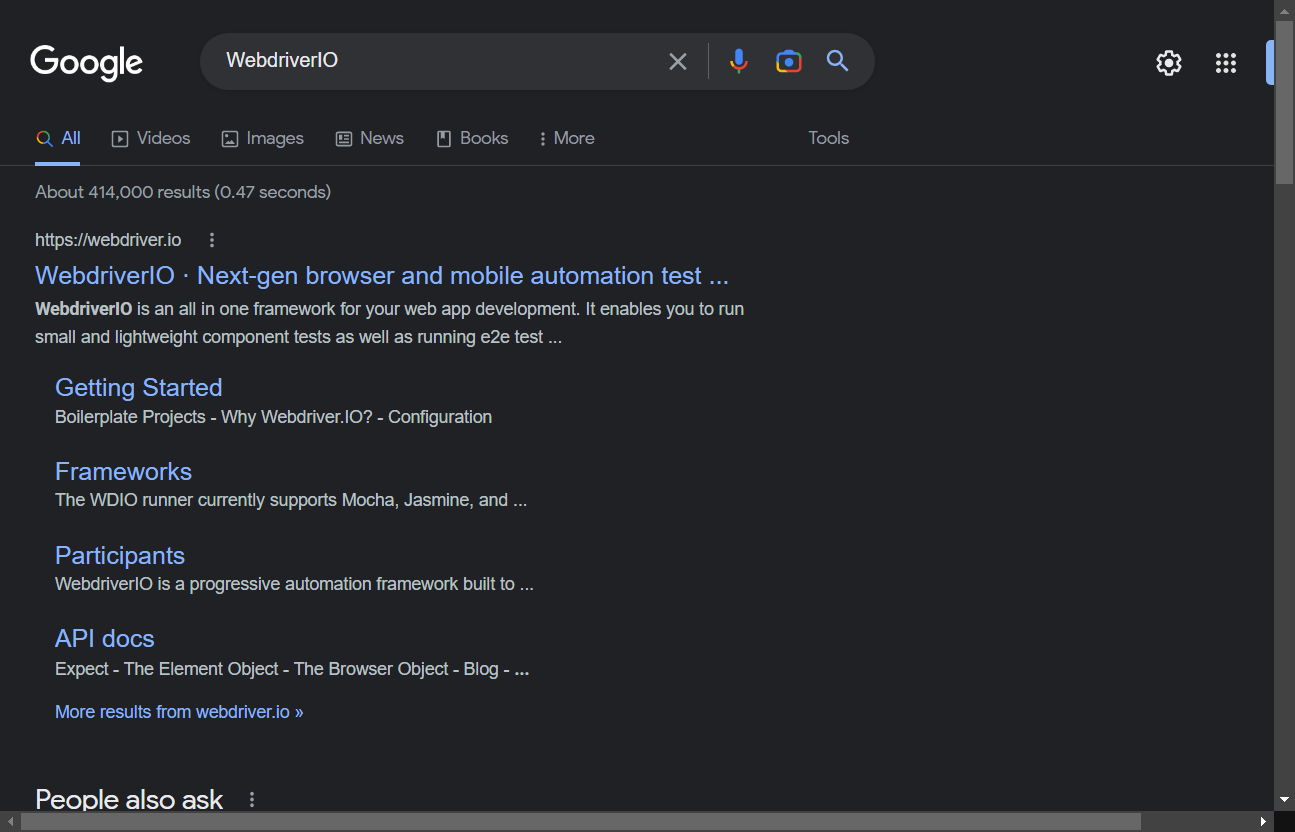 Google
WebdriverIO
All Videos Images News Books More Tools
About 414,000 results (0.47 seconds)
https://webdriver.io
WebdriverIO · Next-gen browser and mobile automation test ...
WebdriverIO is an all in one framework for your web app development. It enables you to run
small and lightweight component tests as well as running e2e test ...
Getting Started
Boilerplate Projects - Why Webdriver.IO? - Configuration
Frameworks
The WDIO runner currently supports Mocha, Jasmine, and ...
Participants
WebdriverIO is a progressive automation framework built to ...
API docs
Expect - The Element Object - The Browser Object - Blog - ...
More results from webdriver.io »
People also ask